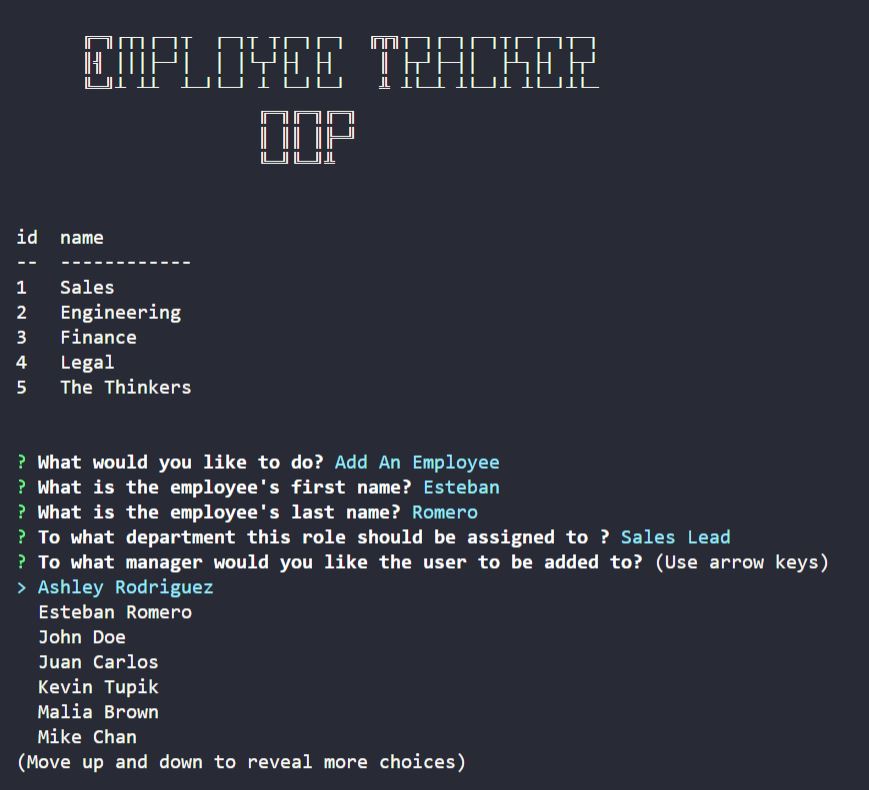 EMPLOYEE TRACKER
OOP
id name
-- ------------
1 Sales
2 Engineering
3 Finance
4 Legal
5 The Thinkers
? What would you like to do? Add An Employee
? What is the employee's first name? Esteban
? What is the employee's last name? Romero
? To what department this role should be assigned to ? Sales Lead
? To what manager would you like the user to be added to? (Use arrow keys)
> Ashley Rodriguez
Esteban Romero
John Doe
Juan Carlos
Kevin Tupik
Malia Brown
Mike Chan
(Move up and down to reveal more choices)